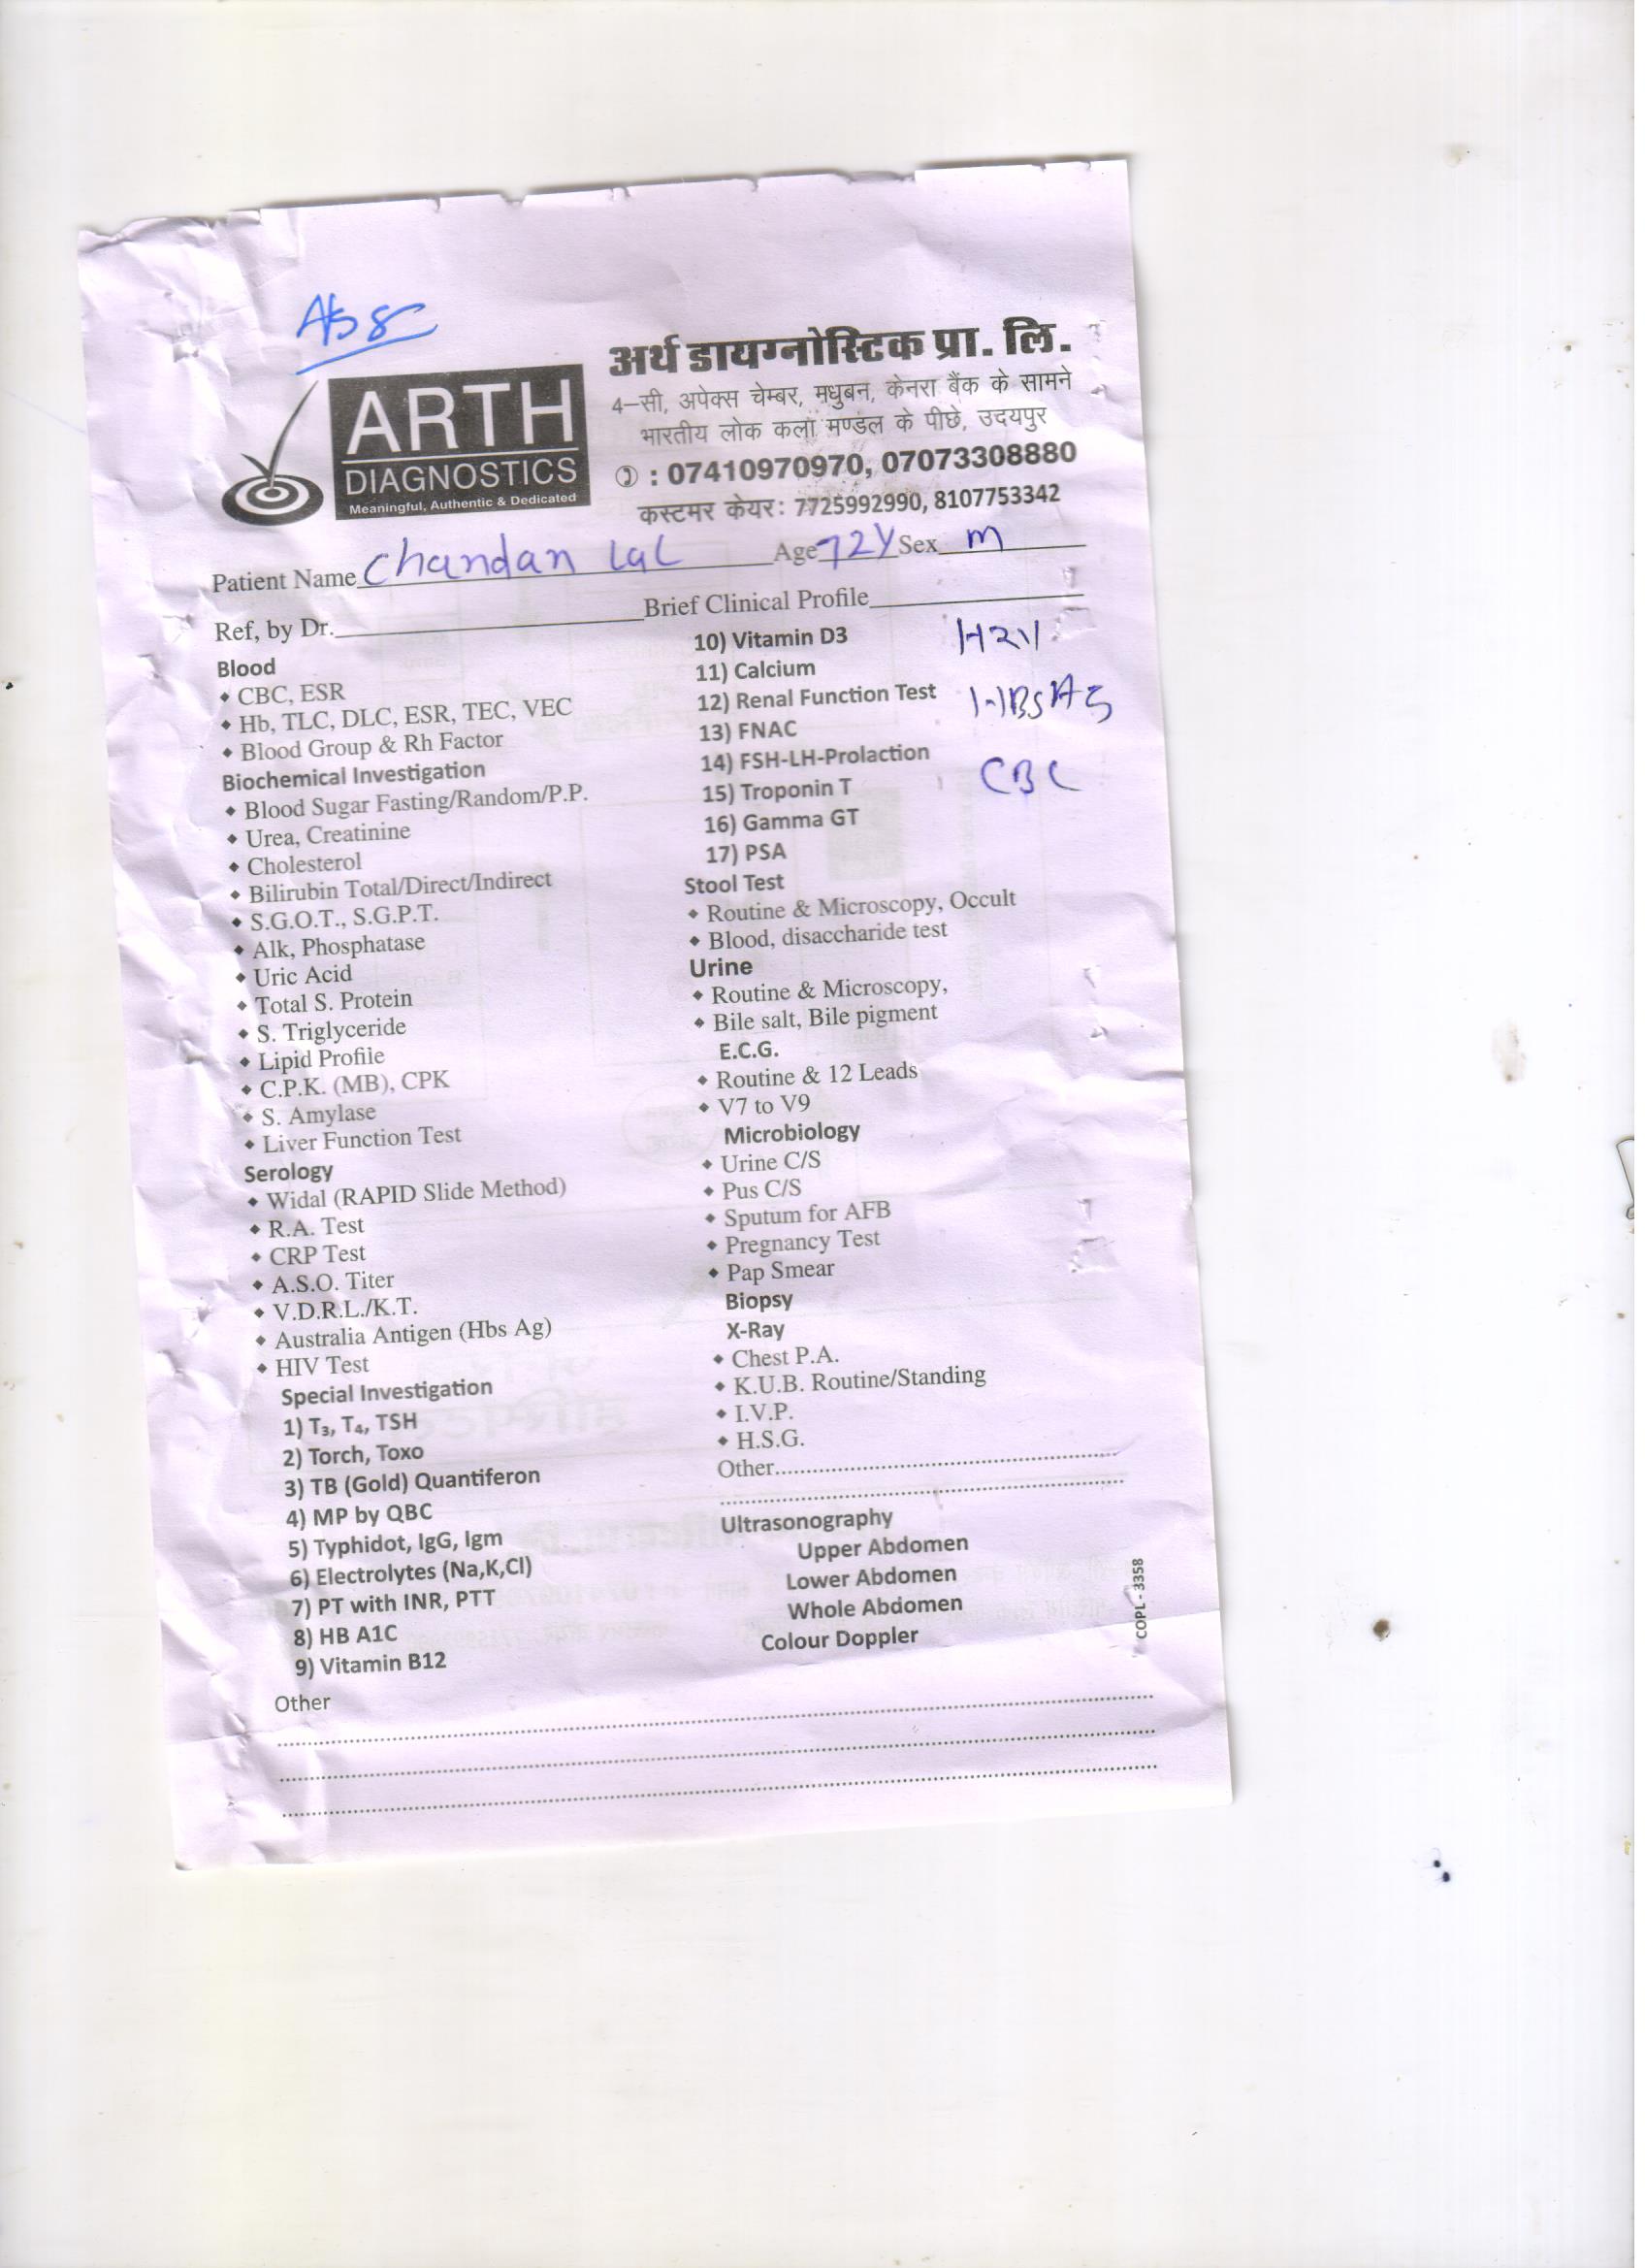 अर्थ डायग्नोस्टिक प्रा. लि.
4–सी, अपेक्स चेम्बर, मधुबन, केनरा बैंक के सामने
भारतीय लोक कला मण्डल के पीछे, उदयपुर
: 07410970970, 07073308880
कस्टमर केयर: 7725992990, 8107753342
ARTH
DIAGNOSTICS
Meaningful, Authentic & Dedicated
Patient Name Chandan lal Age 72Y Sex m
Ref, by Dr. Brief Clinical Profile
Blood
CBC, ESR
Hb, TLC, DLC, ESR, TEC, VEC
Blood Group & Rh Factor
Biochemical Investigation
Blood Sugar Fasting/Random/P.P.
Urea, Creatinine
Cholesterol
Bilirubin Total/Direct/Indirect
S.G.O.T., S.G.P.T.
Alk, Phosphatase
Uric Acid
Total S. Protein
S. Triglyceride
Lipid Profile
C.P.K. (MB), CPK
S. Amylase
Liver Function Test
Serology
Widal (RAPID Slide Method)
R.A. Test
CRP Test
A.S.O. Titer
V.D.R.L./K.T.
Australia Antigen (Hbs Ag)
HIV Test
Special Investigation
1) T₃, T₄, TSH
2) Torch, Toxo
3) TB (Gold) Quantiferon
4) MP by QBC
5) Typhidot, IgG, Igm
6) Electrolytes (Na,K,Cl)
7) PT with INR, PTT
8) HB A1C
9) Vitamin B12
10) Vitamin D3
11) Calcium
12) Renal Function Test
13) FNAC
14) FSH-LH-Prolaction
15) Troponin T
16) Gamma GT
17) PSA
HBsAg
CBC
Stool Test
Routine & Microscopy, Occult
Blood, disaccharide test
Urine
Routine & Microscopy,
Bile salt, Bile pigment
E.C.G.
Routine & 12 Leads
V7 to V9
Microbiology
Urine C/S
Pus C/S
Sputum for AFB
Pregnancy Test
Pap Smear
Biopsy
X-Ray
Chest P.A.
K.U.B. Routine/Standing
I.V.P.
H.S.G.
Other
Ultrasonography
Upper Abdomen
Lower Abdomen
Whole Abdomen
Colour Doppler
COPL - 3358
Other